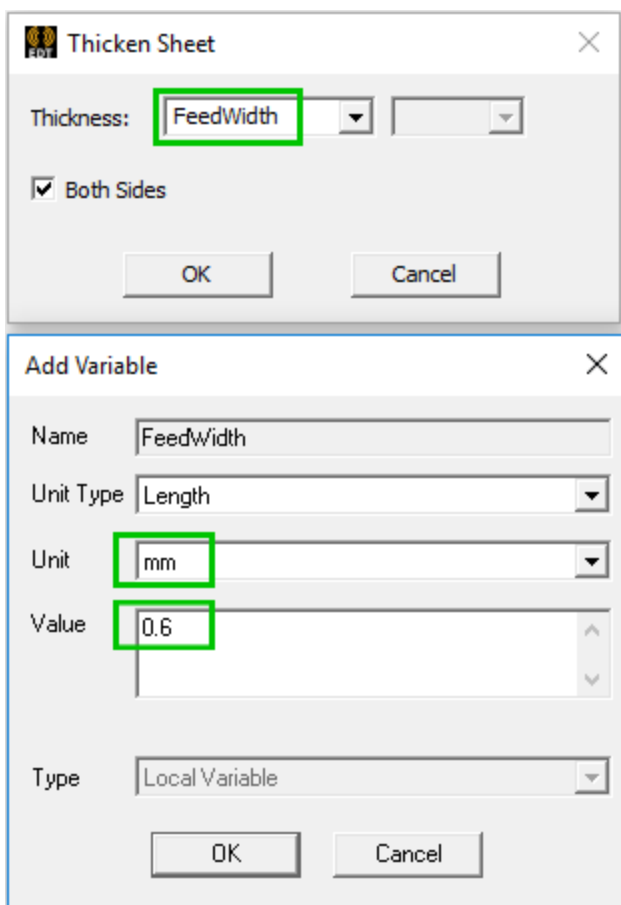 EDT Thicken Sheet
Thickness: FeedWidth
Both Sides
OK Cancel
Add Variable
Name FeedWidth
Unit Type Length
Unit mm
Value 0.6
Type Local Variable
OK Cancel